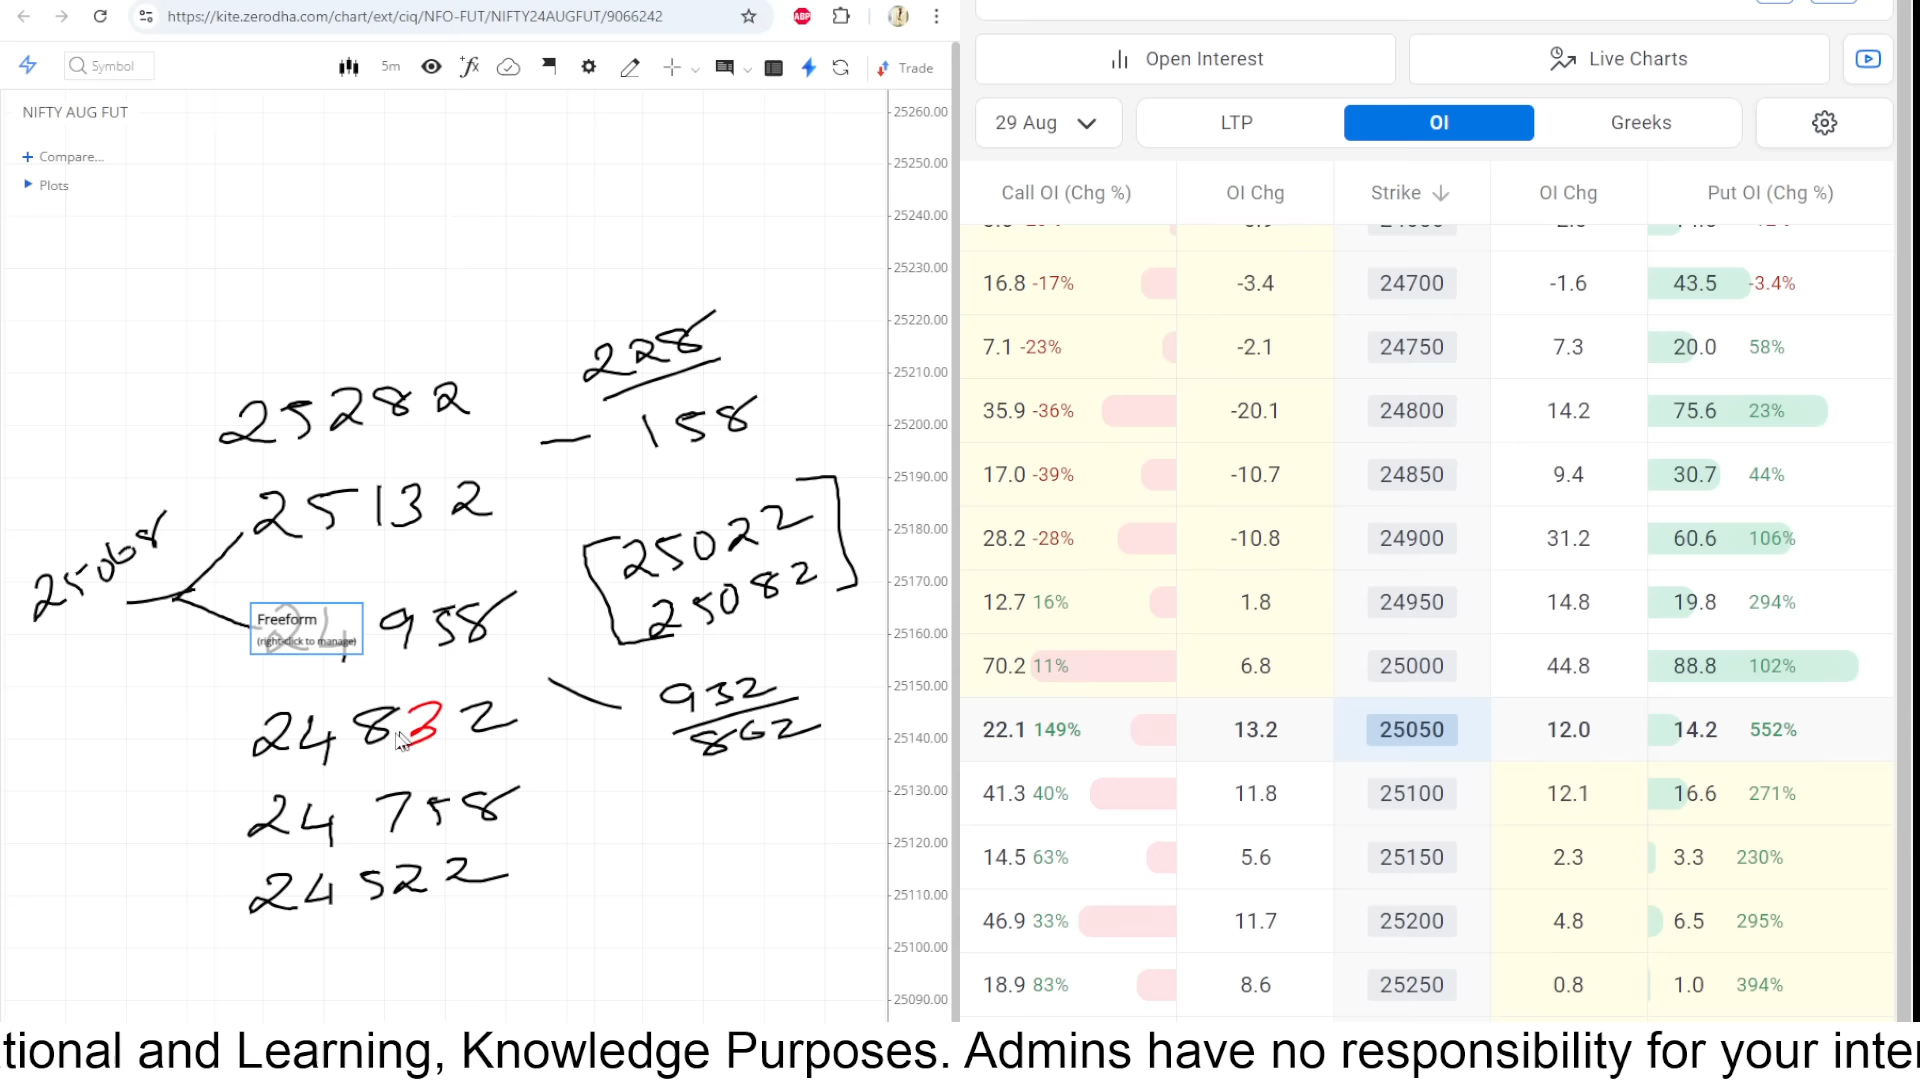 https://kite.zerodha.com/chart/ext/ciq/NFO-FUT/NIFTY24AUGFUT/9066242
ABP
Symbol
5m
Trade
NIFTY AUG FUT
+ Compare...
Plots
25260.00
25250.00
25240.00
25230.00
25220.00
25210.00
25200.00
25190.00
25180.00
25170.00
25160.00
25150.00
25140.00
25130.00
25120.00
25110.00
25100.00
25090.00
228
25282
- 158
25132
25068
25022
25082
Freeform
(right-click to manage)
24 958
932
862
24832
24 758
24522
Open Interest
Live Charts
29 Aug
LTP
OI
Greeks
Call OI (Chg %) OI Chg Strike ↓ OI Chg Put OI (Chg %)
16.8 -17% -3.4 24700 -1.6 43.5 -3.4%
7.1 -23% -2.1 24750 7.3 20.0 58%
35.9 -36% -20.1 24800 14.2 75.6 23%
17.0 -39% -10.7 24850 9.4 30.7 44%
28.2 -28% -10.8 24900 31.2 60.6 106%
12.7 16% 1.8 24950 14.8 19.8 294%
70.2 11% 6.8 25000 44.8 88.8 102%
22.1 149% 13.2 25050 12.0 14.2 552%
41.3 40% 11.8 25100 12.1 16.6 271%
14.5 63% 5.6 25150 2.3 3.3 230%
46.9 33% 11.7 25200 4.8 6.5 295%
18.9 83% 8.6 25250 0.8 1.0 394%
tional and Learning, Knowledge Purposes. Admins have no responsibility for your inte